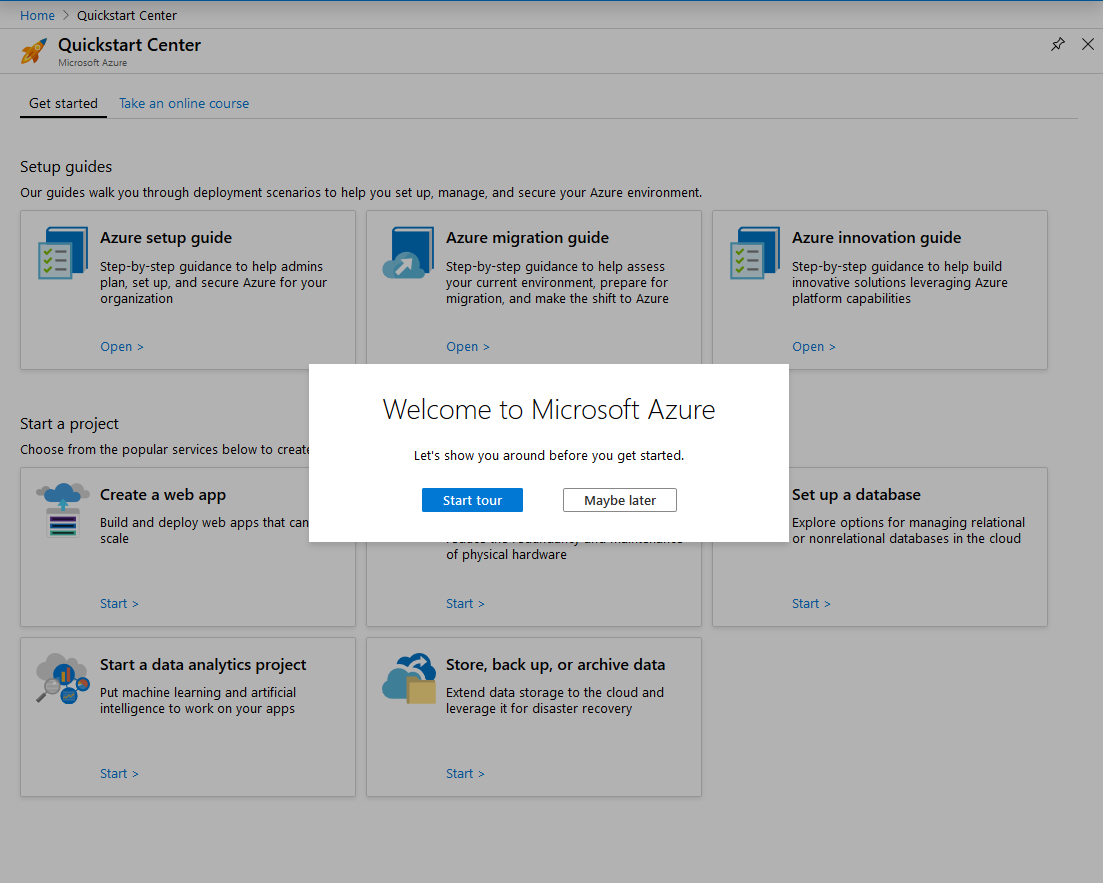 Home > Quickstart Center
Quickstart Center
Microsoft Azure
Get started Take an online course
Setup guides
Our guides walk you through deployment scenarios to help you set up, manage, and secure your Azure environment.
Azure setup guide
Step-by-step guidance to help admins
plan, set up, and secure Azure for your
organization
Open >
Azure migration guide
Step-by-step guidance to help assess
your current environment, prepare for
migration, and make the shift to Azure
Open >
Azure innovation guide
Step-by-step guidance to help build
innovative solutions leveraging Azure
platform capabilities
Open >
Welcome to Microsoft Azure
Let's show you around before you get started.
Start tour Maybe later
Start a project
Choose from the popular services below to create
Create a web app
Build and deploy web apps that can
scale
Start >
of physical hardware
Start >
Set up a database
Explore options for managing relational
or nonrelational databases in the cloud
Start >
Start a data analytics project
Put machine learning and artificial
intelligence to work on your apps
Start >
Store, back up, or archive data
Extend data storage to the cloud and
leverage it for disaster recovery
Start >